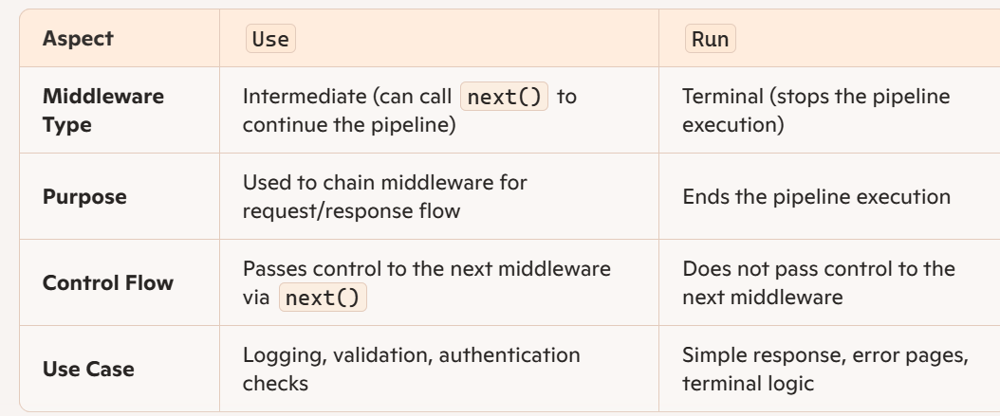 Aspect
Use
Run
Middleware
Type
Intermediate (can call next() to
continue the pipeline)
Terminal (stops the pipeline
execution)
Purpose
Used to chain middleware for
request/response flow
Ends the pipeline execution
Control Flow
Passes control to the next middleware
via next()
Does not pass control to the
next middleware
Use Case
Logging, validation, authentication
checks
Simple response, error pages,
terminal logic